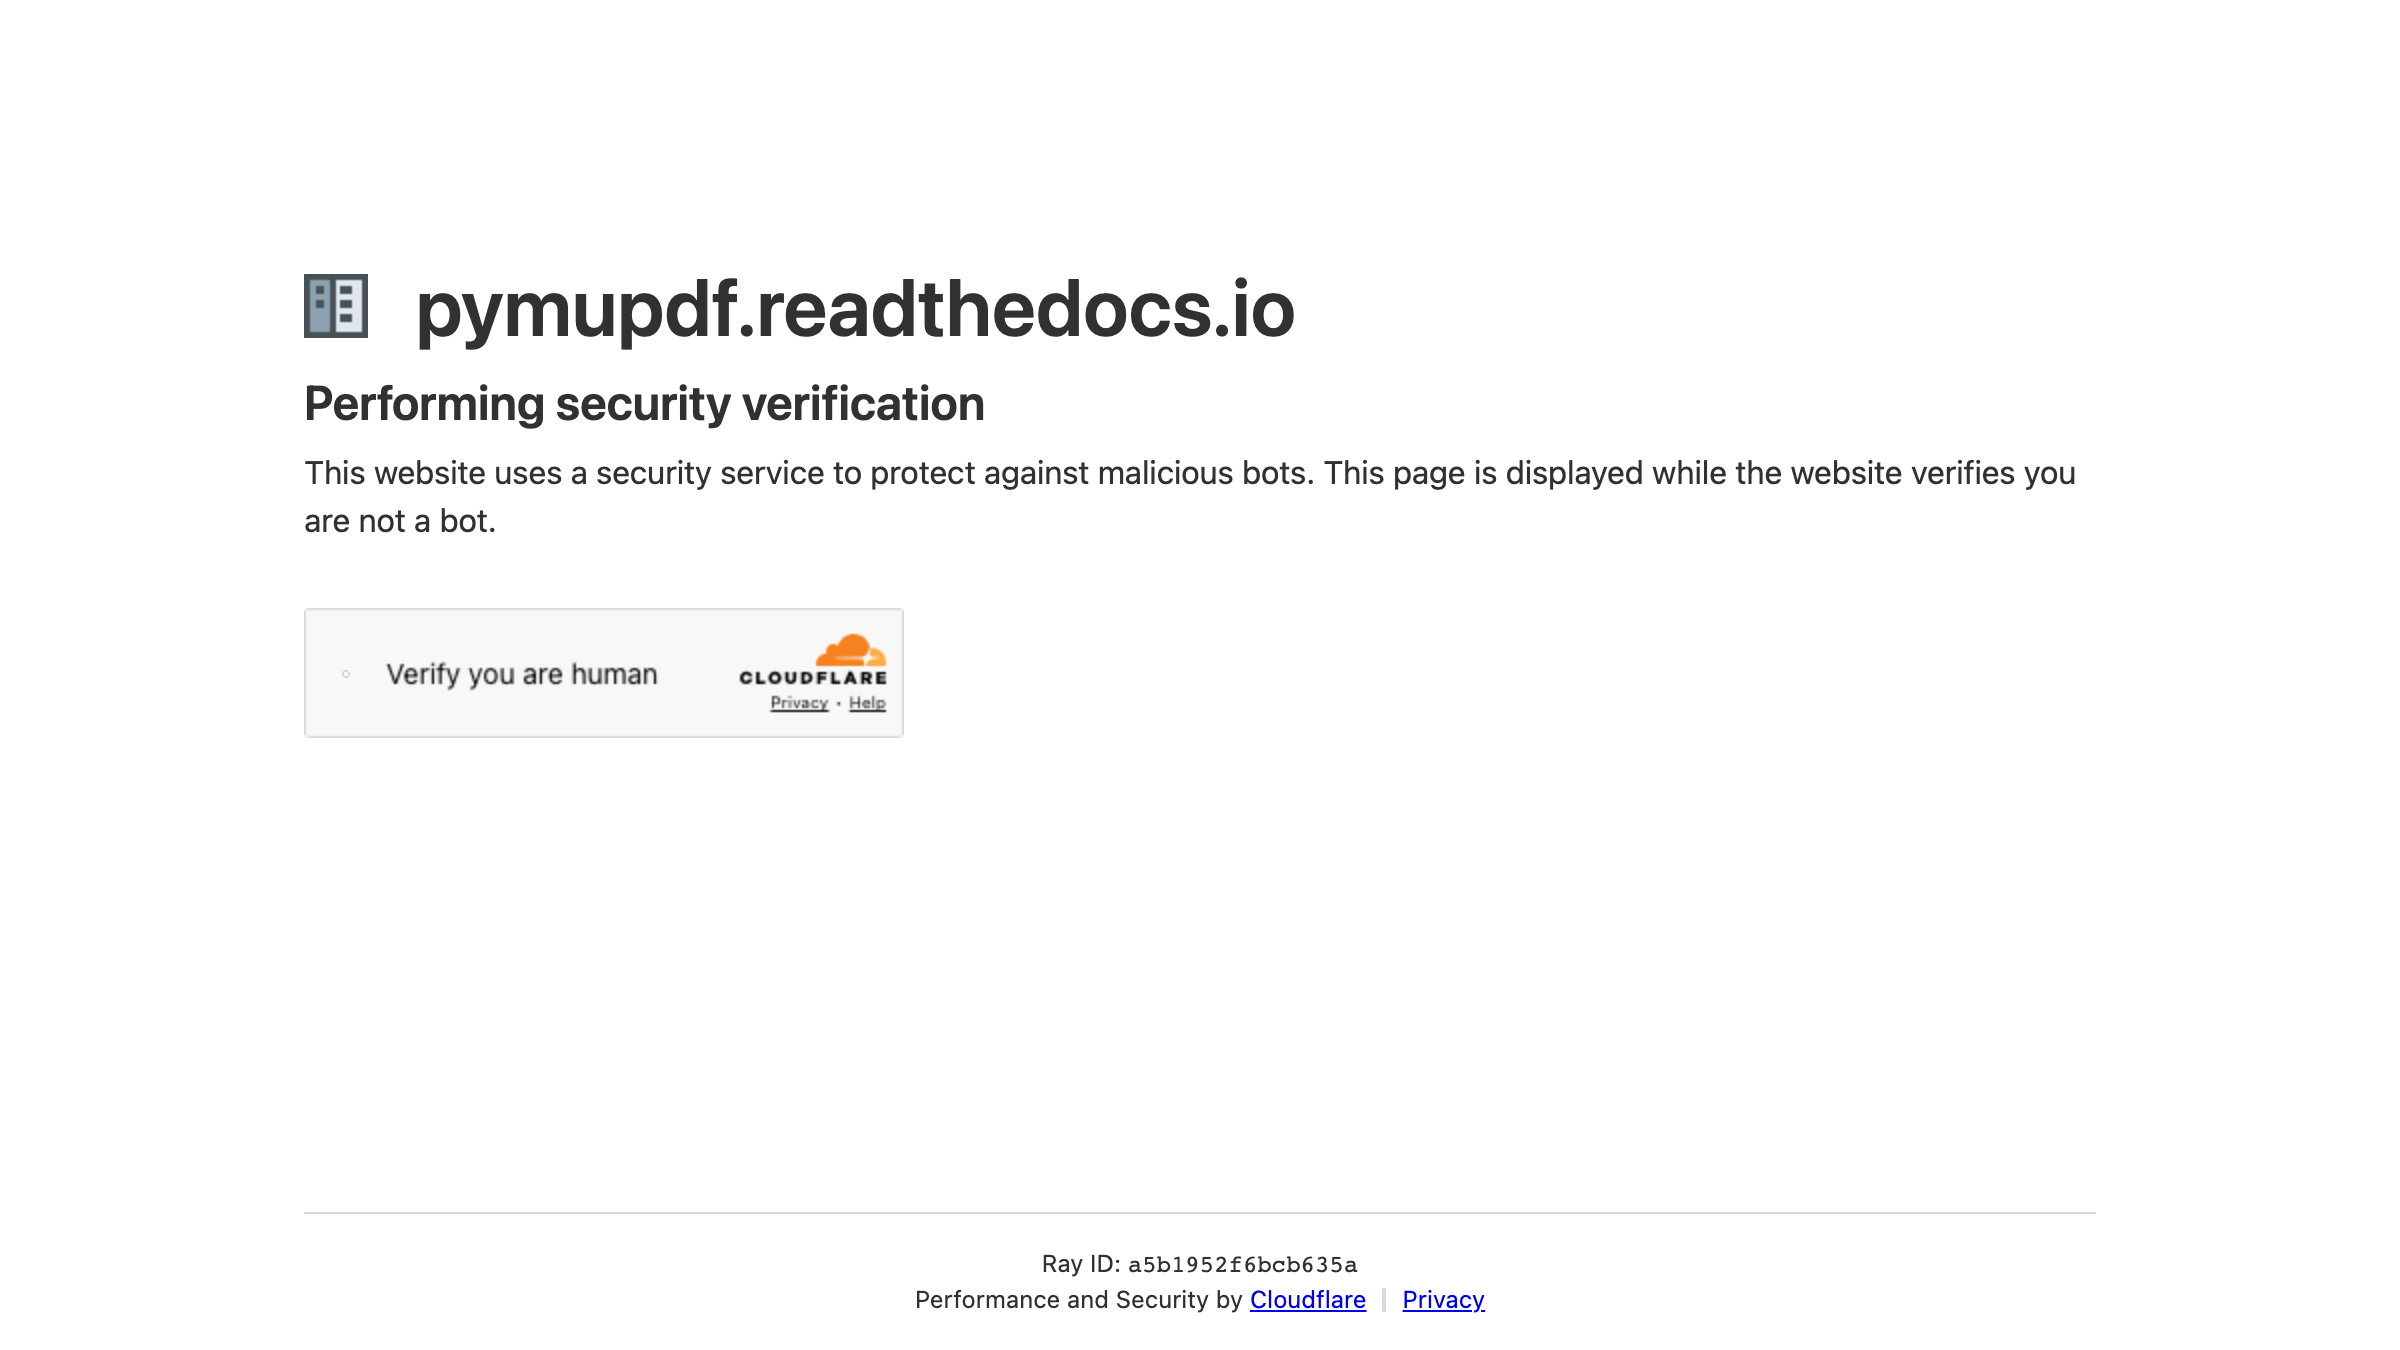 pymupdf.readthedocs.io
Performing security verification
This website uses a security service to protect against malicious bots. This page is displayed while the website verifies you
are not a bot.
Verify you are human
CLOUDFLARE
Privacy • Help
Ray ID: a5b1952f6bcb635a
Performance and Security by Cloudflare | Privacy